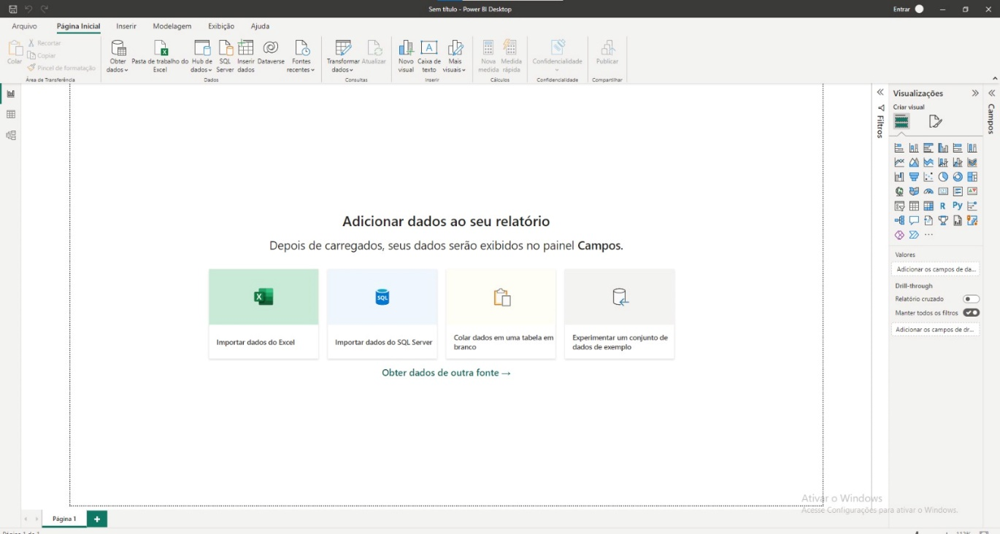 Sem título - Power BI Desktop
Entrar
Arquivo Página Inicial Inserir Modelagem Exibição Ajuda
Colar
Recortar
Copiar
Pincel de formatação
Área de Transferência
Obter dados
Pasta de trabalho do Excel
Hub de dados
SQL Server
Inserir dados
Dataverse
Fontes recentes
Dados
Transformar dados
Atualizar
Consultas
Novo visual
Caixa de texto
Mais visuais
Inserir
Nova medida
Medida rápida
Cálculos
Confidencialidade
Confidencialidade
Publicar
Compartilhar
Filtros
Visualizações
Criar visual
Campos
R Py
Valores
Adicionar os campos de da...
Drill-through
Relatório cruzado
Manter todos os filtros
Adicionar os campos de dr...
Adicionar dados ao seu relatório
Depois de carregados, seus dados serão exibidos no painel Campos.
SQL
Importar dados do Excel
Importar dados do SQL Server
Colar dados em uma tabela em
branco
Experimentar um conjunto de
dados de exemplo
Obter dados de outra fonte →
Ativar o Windows
Acesse Configurações para ativar o Windows.
Página 1
Página 1 de 1
112%